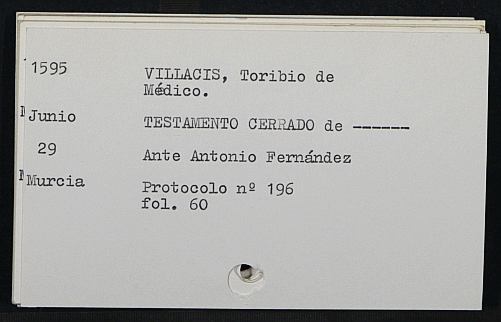 1595
VILLACIS, Toribio de
Médico.
Junio
TESTAMENTO CERRADO de ------
29
Ante Antonio Fernández
Murcia
Protocolo nº 196
fol. 60